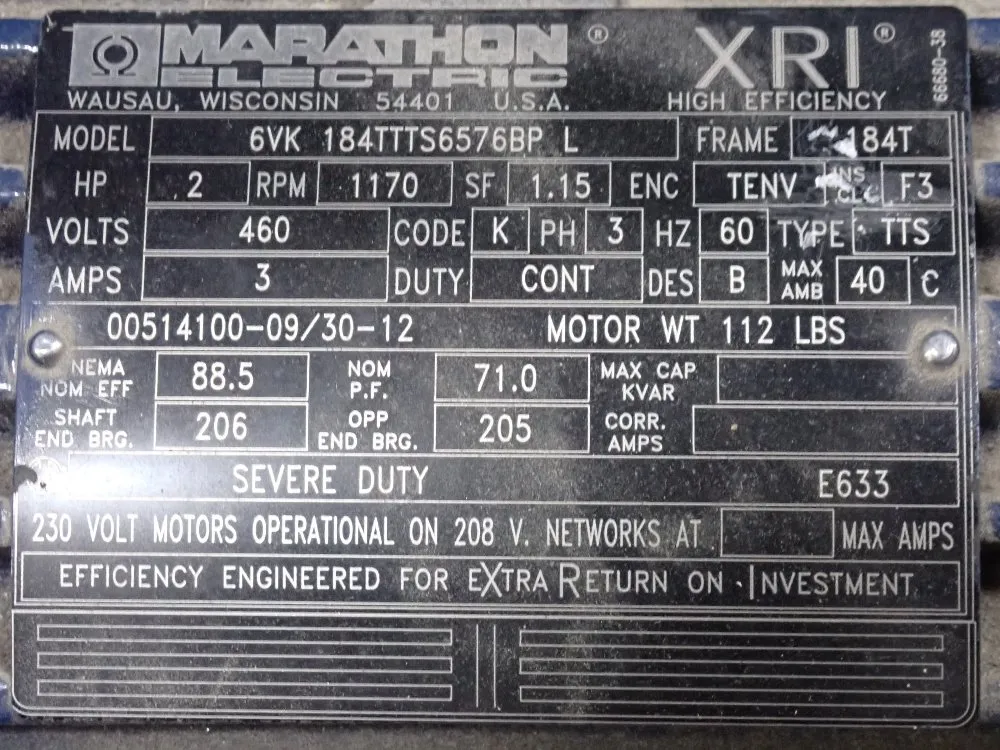 MARATHON ® XRI ®
ELECTRIC
WAUSAU, WISCONSIN 54401 U.S.A. HIGH EFFICIENCY
66680-38
MODEL 6VK 184TTTS6576BP L FRAME 184T
HP 2 RPM 1170 SF 1.15 ENC TENV INS CLC F3
VOLTS 460 CODE K PH 3 HZ 60 TYPE TTS
AMPS 3 DUTY CONT DES B MAX AMB 40 C
00514100-09/30-12 MOTOR WT 112 LBS
NEMA NOM EFF 88.5 NOM P.F. 71.0 MAX CAP KVAR
SHAFT END BRG. 206 OPP END BRG. 205 CORR. AMPS
SEVERE DUTY E633
230 VOLT MOTORS OPERATIONAL ON 208 V. NETWORKS AT MAX AMPS
EFFICIENCY ENGINEERED FOR EXTRA RETURN ON INVESTMENT